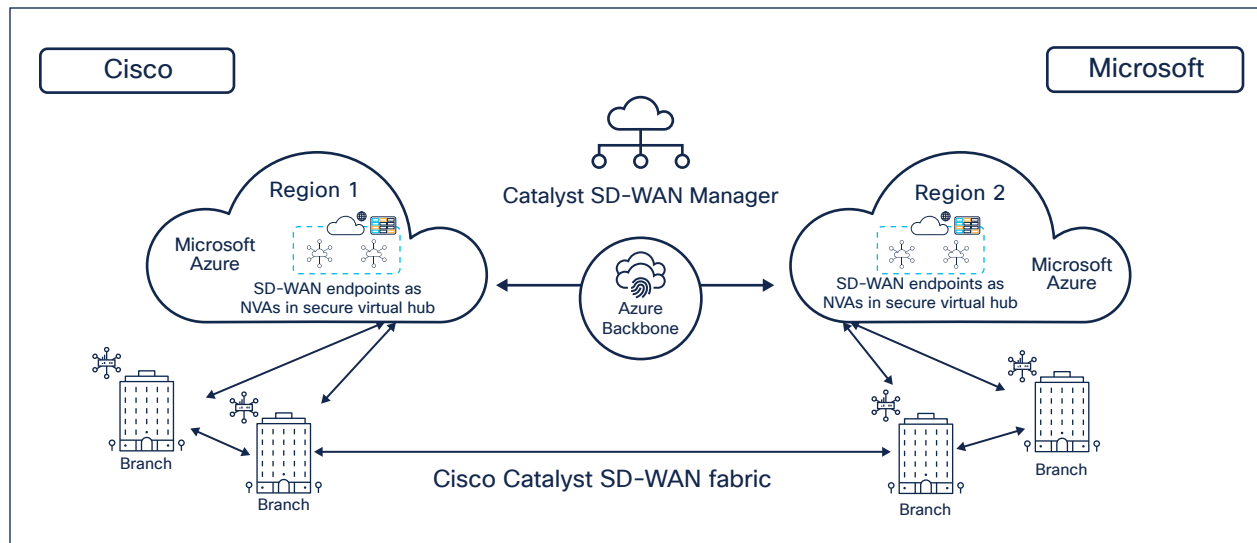 Cisco
Microsoft
Catalyst SD-WAN Manager
Region 1
Microsoft
Azure
SD-WAN endpoints as
NVAs in secure virtual hub
Azure
Backbone
Region 2
Microsoft
Azure
SD-WAN endpoints as
NVAs in secure virtual hub
Branch
Branch
Cisco Catalyst SD-WAN fabric
Branch
Branch